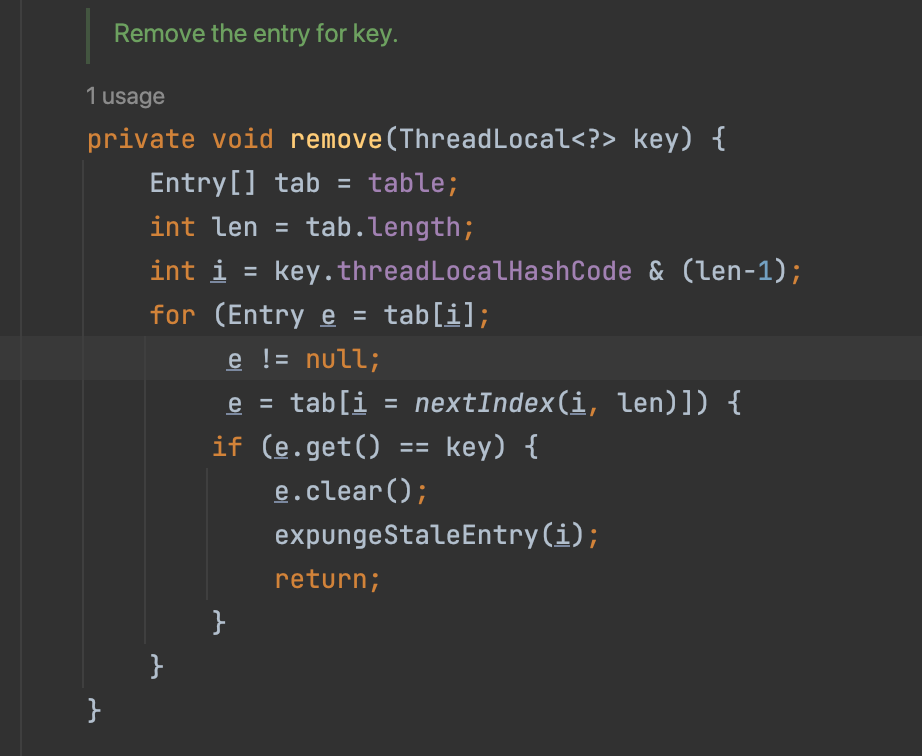 Remove the entry for key.
1 usage
private void remove(ThreadLocal<?> key) {
Entry[] tab = table;
int len = tab.length;
int i = key.threadLocalHashCode & (len-1);
for (Entry e = tab[i];
e != null;
e = tab[i = nextIndex(i, len)]) {
if (e.get() == key) {
e.clear();
expungeStaleEntry(i);
return;
}
}
}